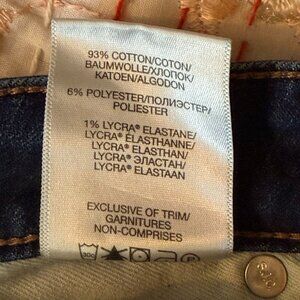 93% COTTON/COTON/
BAUMWOLLE/ХЛОПОК/
KATOEN/ALGODON
6% POLYESTER/ПОЛИЭСТЕР/
POLIESTER
1% LYCRA® ELASTANE/
LYCRA® ÉLASTHANNE/
LYCRA® ELASTHAN/
LYCRA® ЭЛАСТАН/
LYCRA® ELASTAAN
EXCLUSIVE OF TRIM/
GARNITURES
NON-COMPRISES